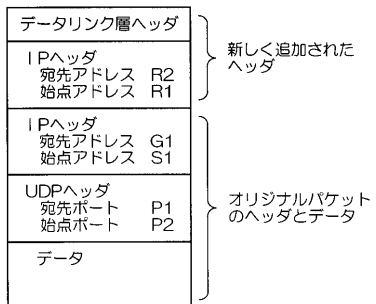 データリンク層ヘッダ
IPヘッダ
宛先アドレス R2
始点アドレス R1
新しく追加された
ヘッダ
IPヘッダ
宛先アドレス G1
始点アドレス S1
UDPヘッダ
宛先ポート P1
始点ポート P2
データ
オリジナルパケット
のヘッダとデータ